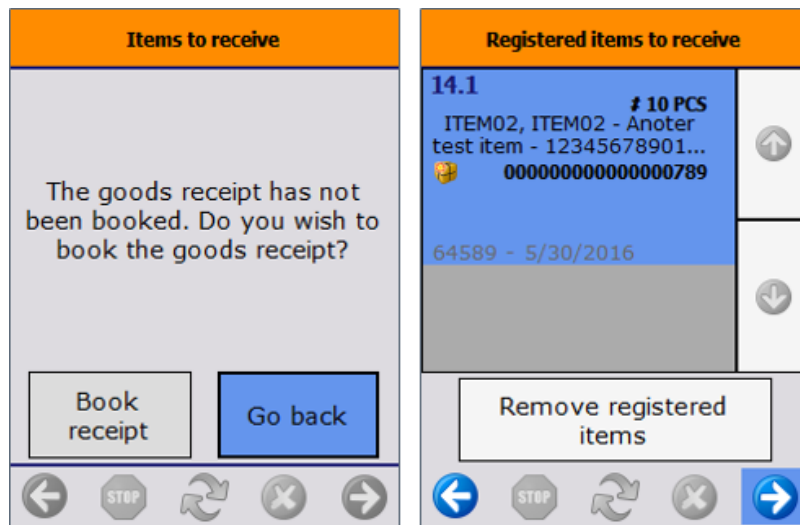 Items to receive
The goods receipt has not
been booked. Do you wish to
book the goods receipt?
Book
receipt
Go back
STOP
Registered items to receive
14.1
⬍ 10 PCS
ITEM02, ITEM02 - Anoter
test item - 12345678901...
000000000000000789
64589 - 5/30/2016
Remove registered
items
STOP